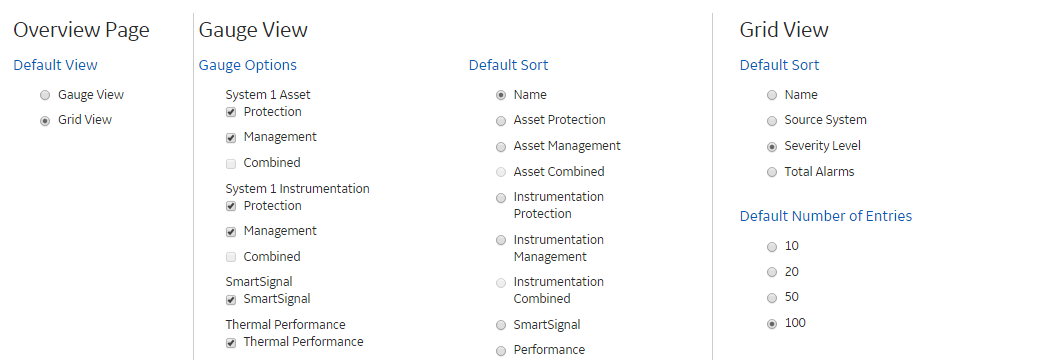 Overview Page
Default View
Gauge View
Grid View
Gauge View
Gauge Options
System 1 Asset
Protection
Management
Combined
System 1 Instrumentation
Protection
Management
Combined
SmartSignal
SmartSignal
Thermal Performance
Thermal Performance
Default Sort
Name
Asset Protection
Asset Management
Asset Combined
Instrumentation
Protection
Instrumentation
Management
Instrumentation
Combined
SmartSignal
Performance
Grid View
Default Sort
Name
Source System
Severity Level
Total Alarms
Default Number of Entries
10
20
50
100